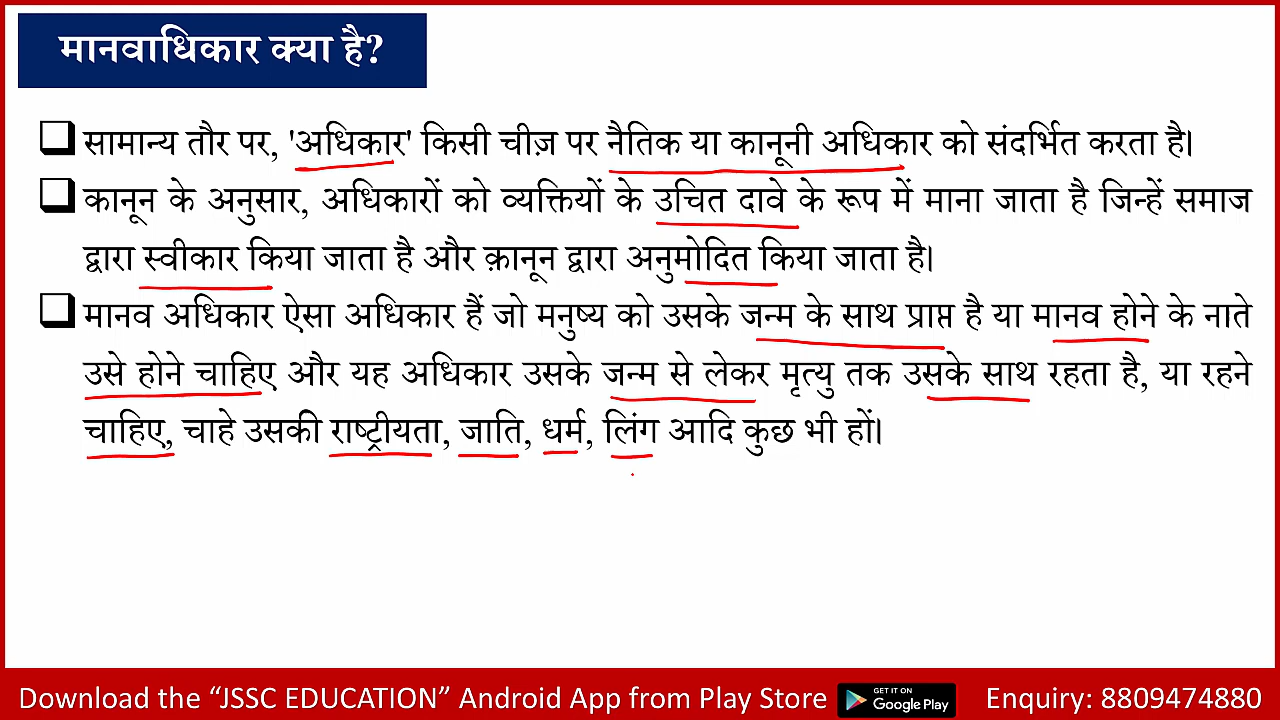 मानवाधिकार क्या है?
❑ सामान्य तौर पर, 'अधिकार' किसी चीज़ पर नैतिक या कानूनी अधिकार को संदर्भित करता है।
❑ कानून के अनुसार, अधिकारों को व्यक्तियों के उचित दावे के रूप में माना जाता है जिन्हें समाज
द्वारा स्वीकार किया जाता है और क़ानून द्वारा अनुमोदित किया जाता है।
❑ मानव अधिकार ऐसा अधिकार हैं जो मनुष्य को उसके जन्म के साथ प्राप्त है या मानव होने के नाते
उसे होने चाहिए और यह अधिकार उसके जन्म से लेकर मृत्यु तक उसके साथ रहता है, या रहने
चाहिए, चाहे उसकी राष्ट्रीयता, जाति, धर्म, लिंग आदि कुछ भी हों।
Download the “JSSC EDUCATION” Android App from Play Store GET IT ON Google Play Enquiry: 8809474880